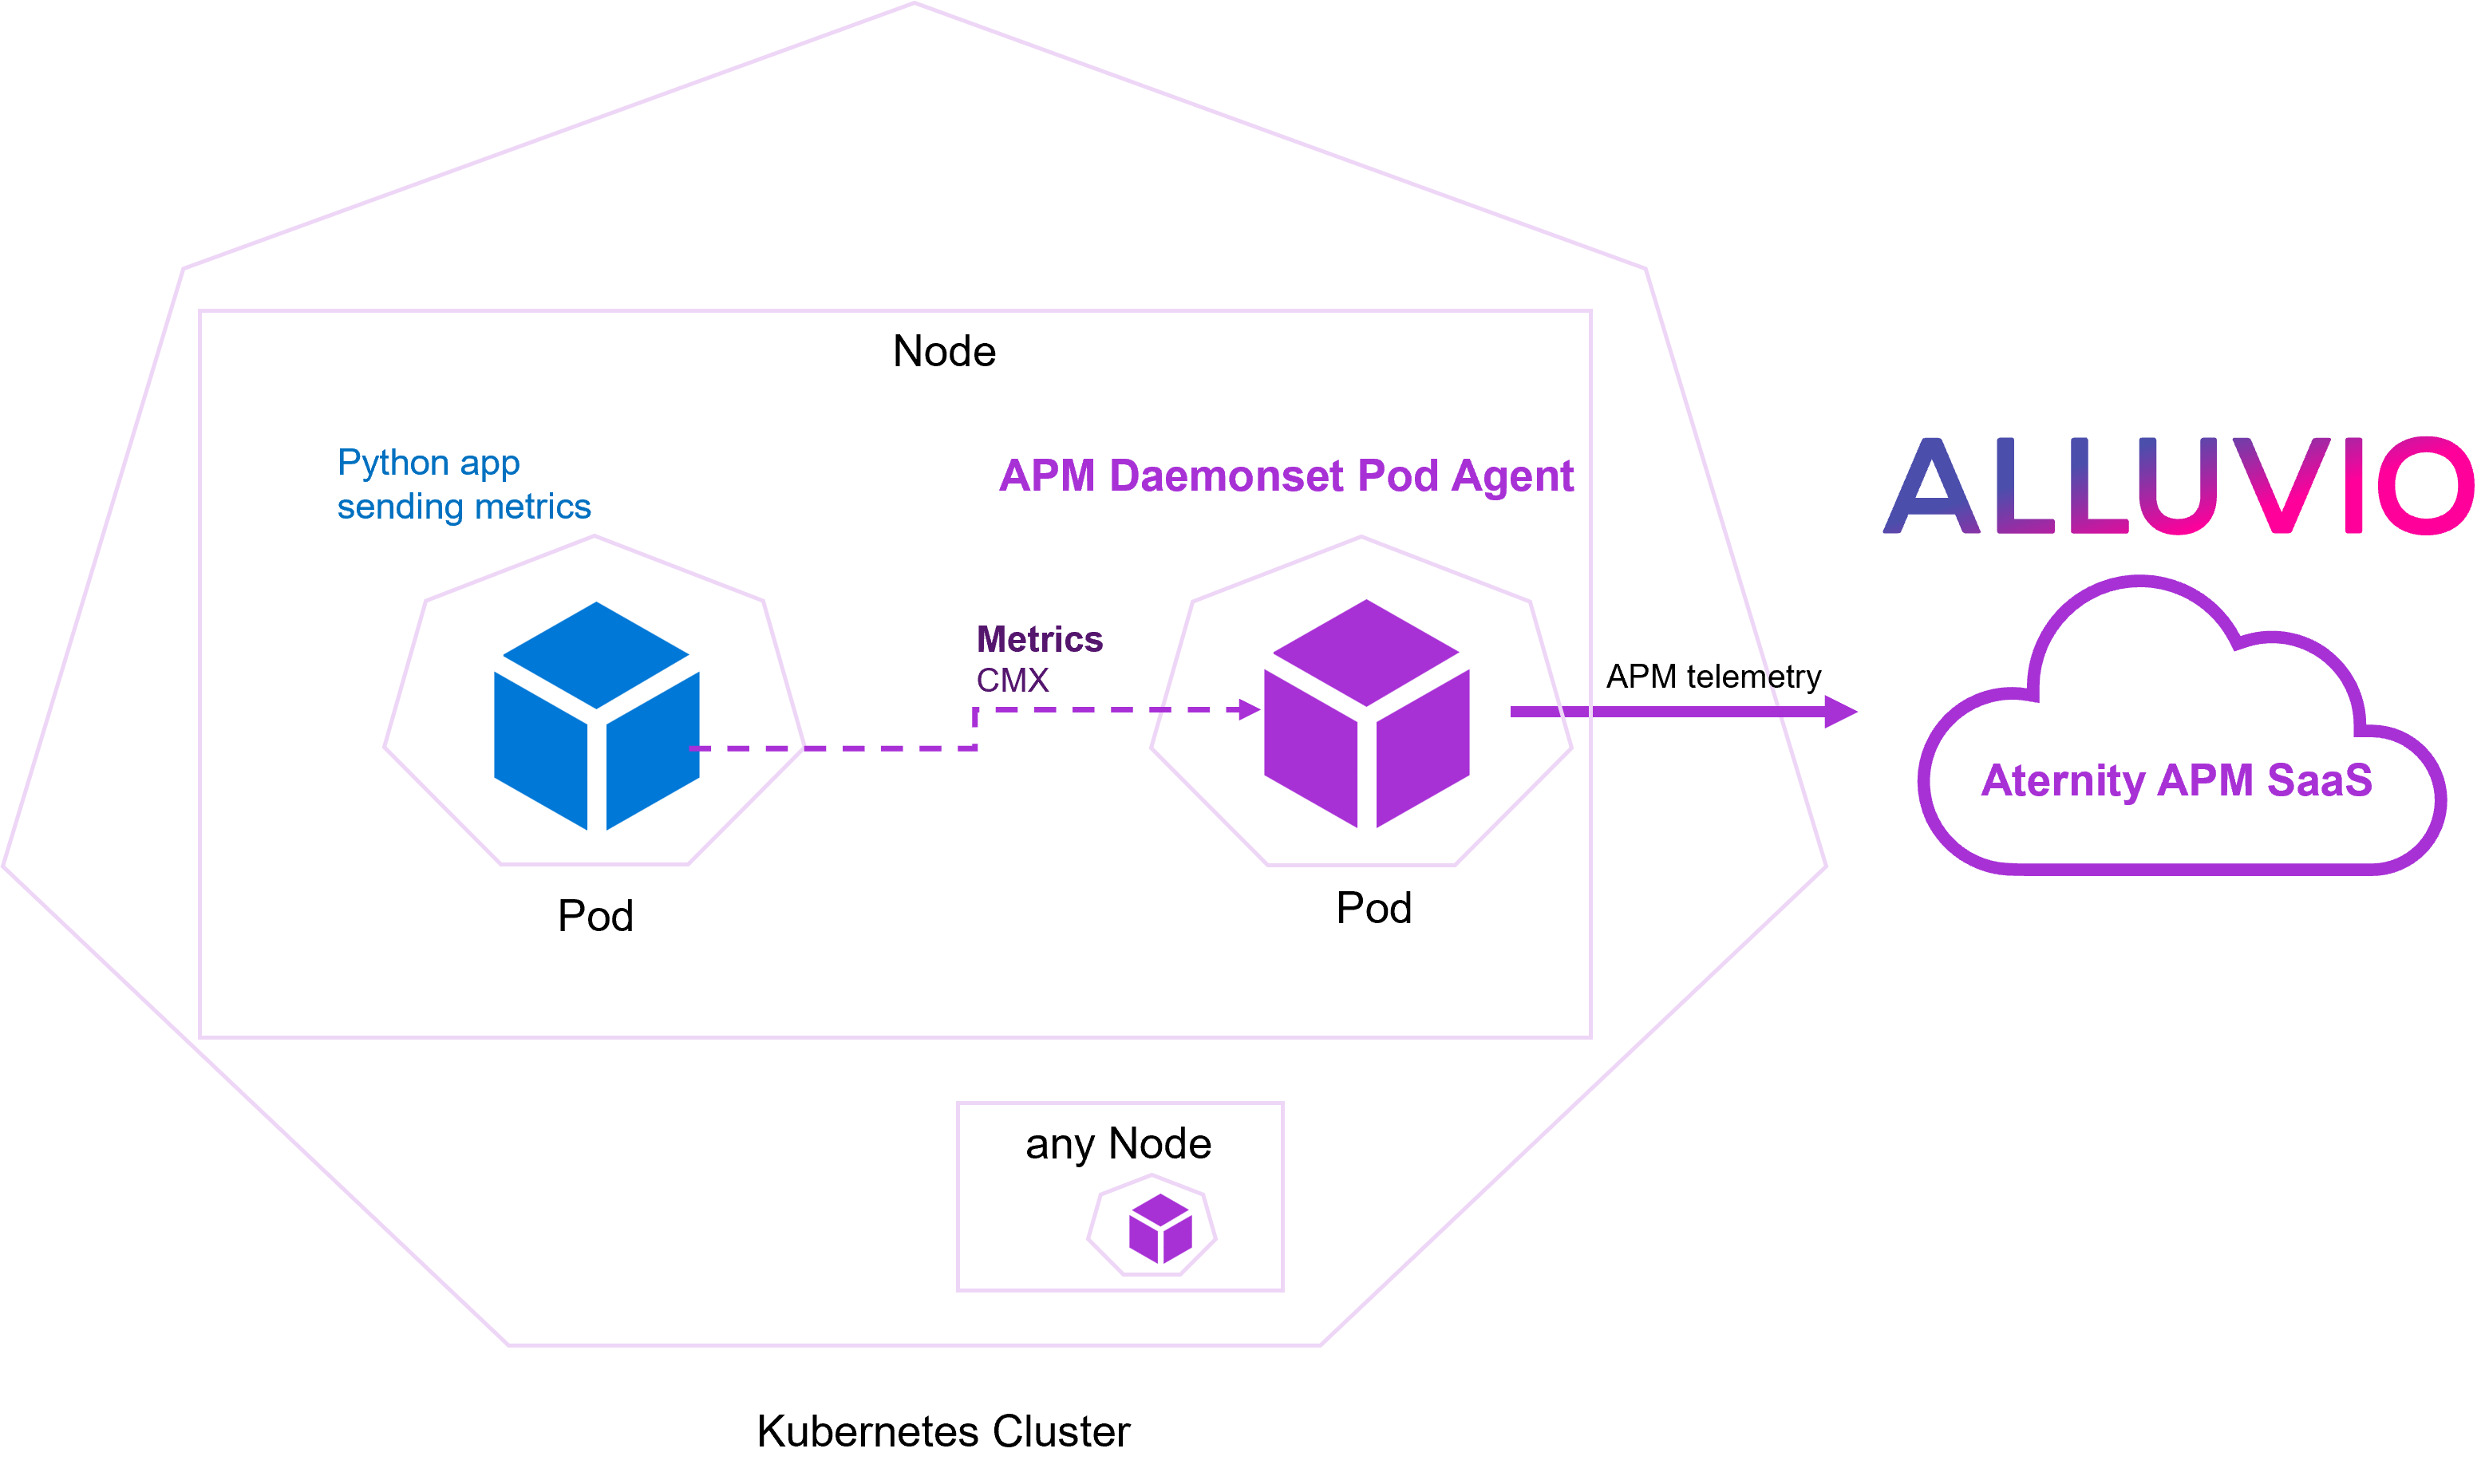 Node
Python app
sending metrics
APM Daemonset Pod Agent
ALLUVIO
Metrics
CMX
APM telemetry
Aternity APM SaaS
Pod
Pod
any Node
Kubernetes Cluster